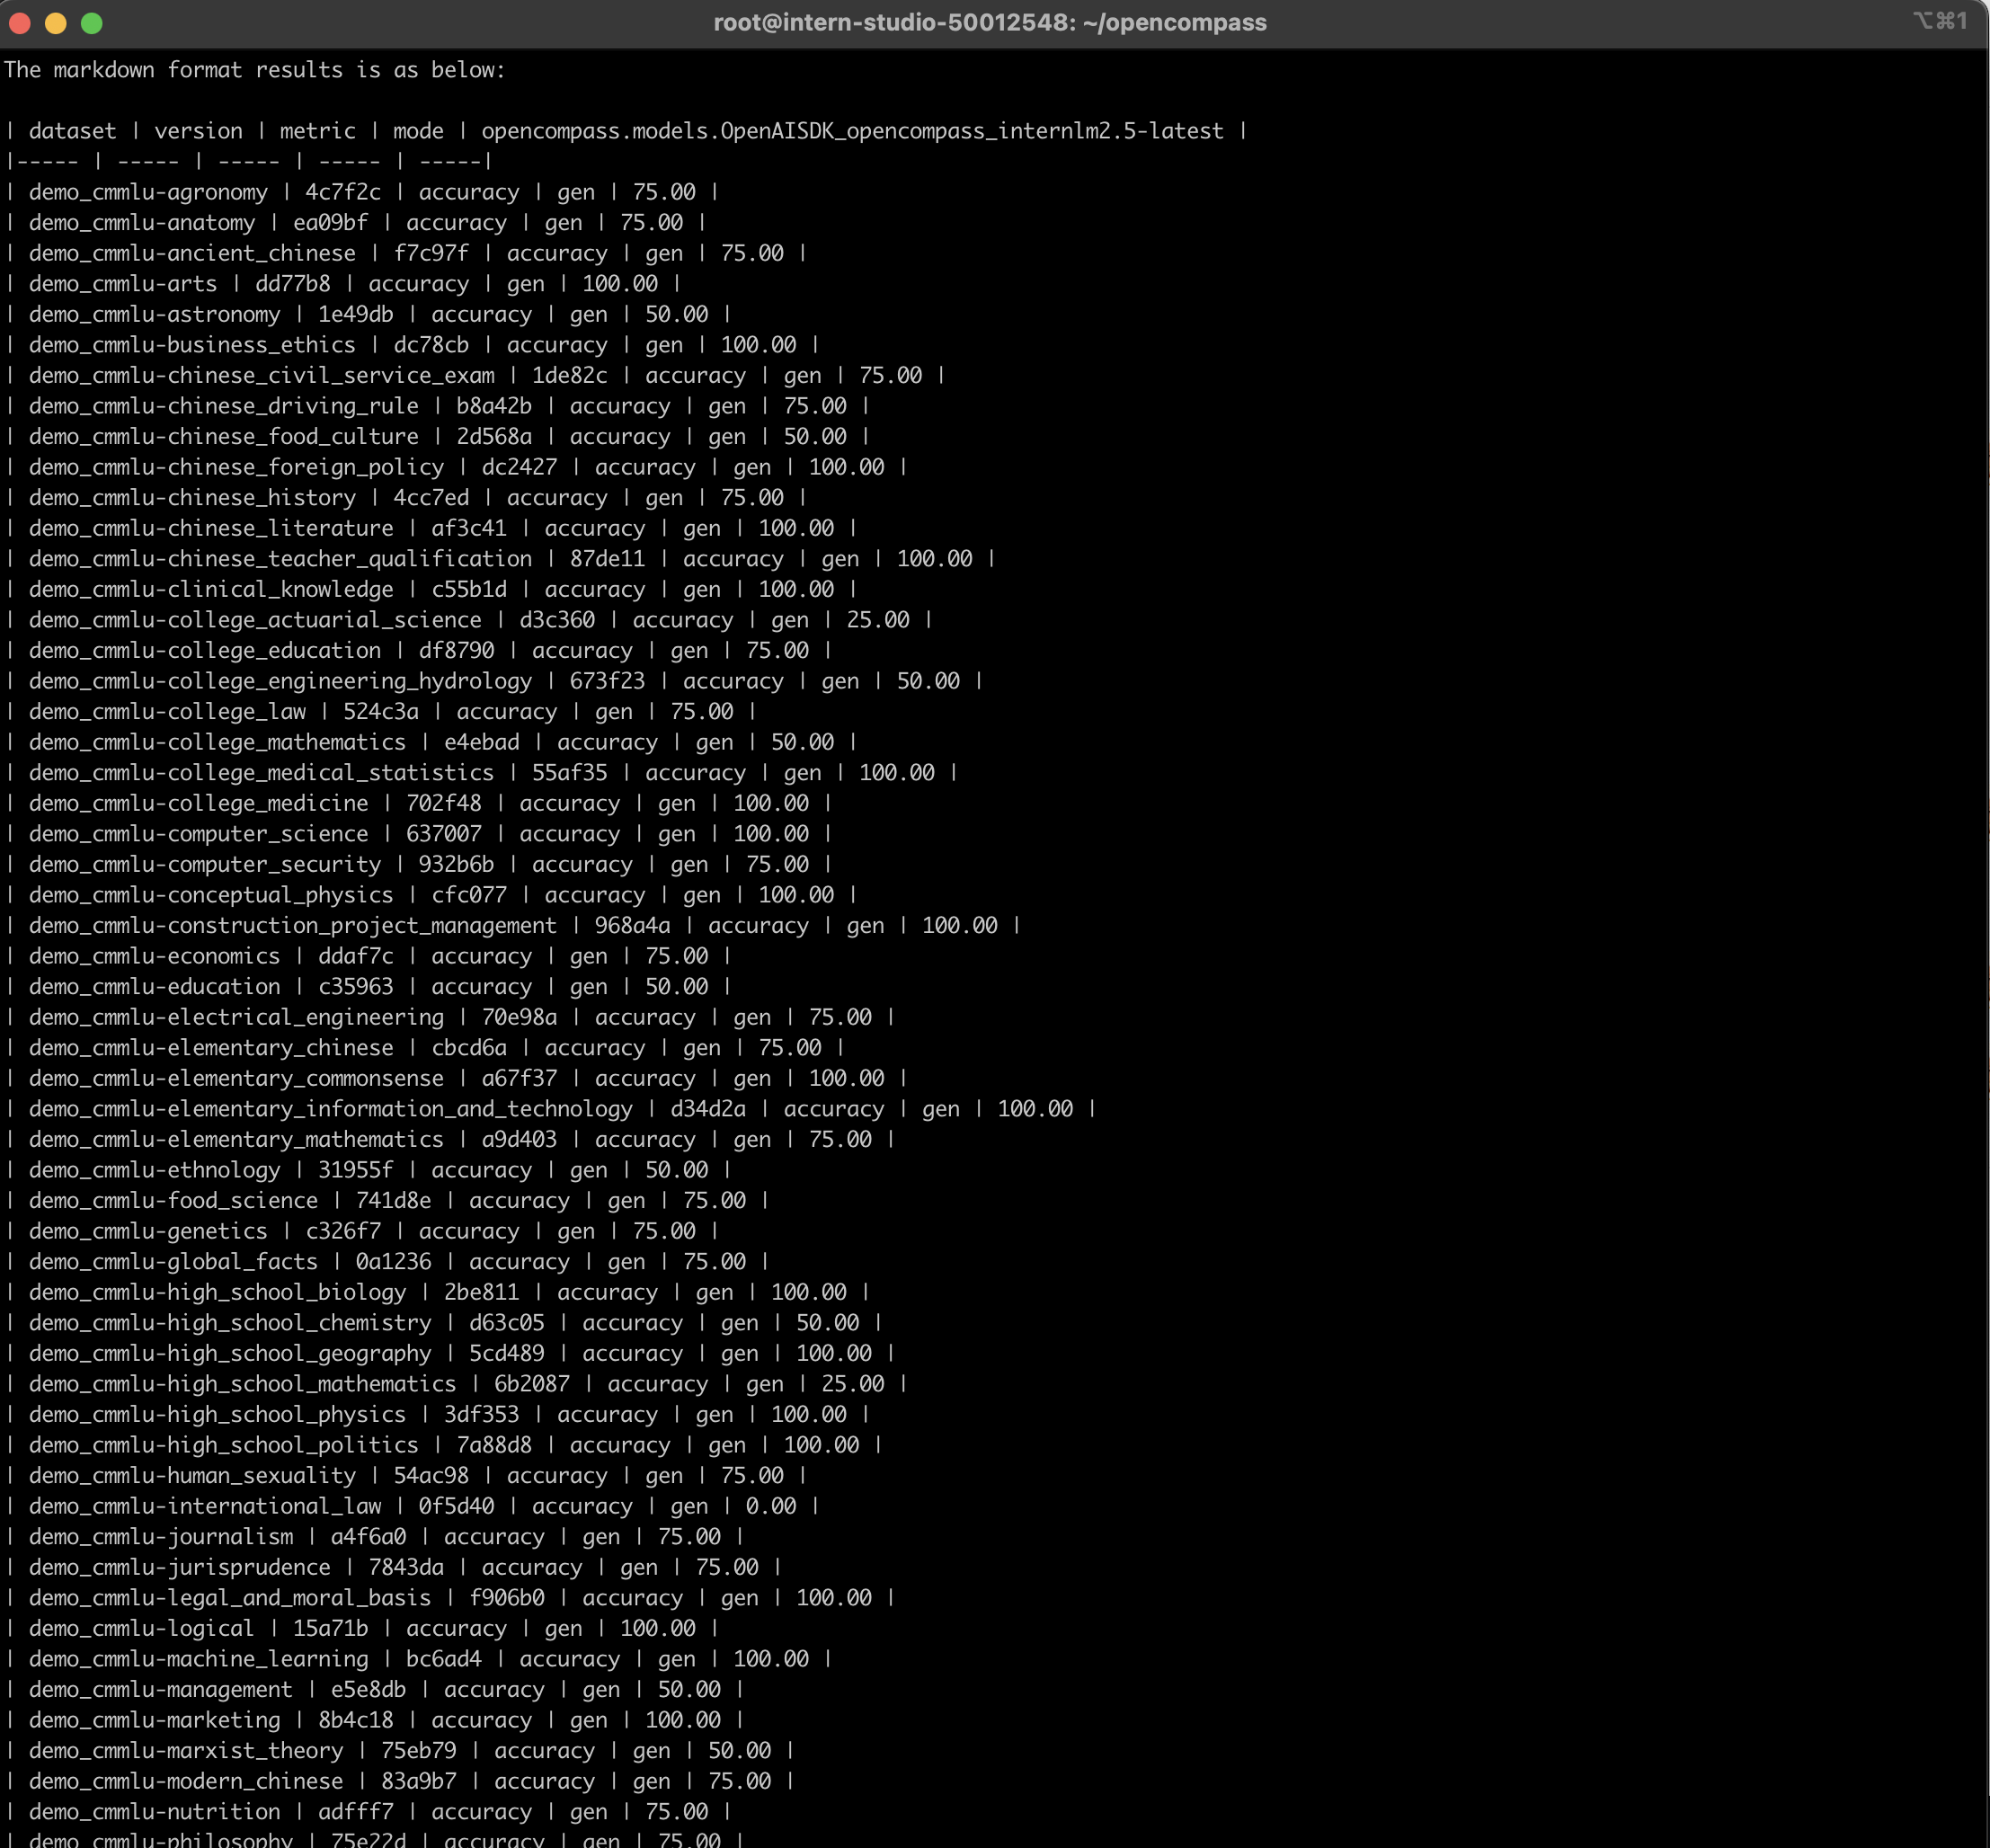 root@intern-studio-50012548: ~/opencompass
⌥⌘1
The markdown format results is as below:
| dataset | version | metric | mode | opencompass.models.OpenAISDK_opencompass_internlm2.5-latest |
|----- | ----- | ----- | ----- | -----|
| demo_cmmlu-agronomy | 4c7f2c | accuracy | gen | 75.00 |
| demo_cmmlu-anatomy | ea09bf | accuracy | gen | 75.00 |
| demo_cmmlu-ancient_chinese | f7c97f | accuracy | gen | 75.00 |
| demo_cmmlu-arts | dd77b8 | accuracy | gen | 100.00 |
| demo_cmmlu-astronomy | 1e49db | accuracy | gen | 50.00 |
| demo_cmmlu-business_ethics | dc78cb | accuracy | gen | 100.00 |
| demo_cmmlu-chinese_civil_service_exam | 1de82c | accuracy | gen | 75.00 |
| demo_cmmlu-chinese_driving_rule | b8a42b | accuracy | gen | 75.00 |
| demo_cmmlu-chinese_food_culture | 2d568a | accuracy | gen | 50.00 |
| demo_cmmlu-chinese_foreign_policy | dc2427 | accuracy | gen | 100.00 |
| demo_cmmlu-chinese_history | 4cc7ed | accuracy | gen | 75.00 |
| demo_cmmlu-chinese_literature | af3c41 | accuracy | gen | 100.00 |
| demo_cmmlu-chinese_teacher_qualification | 87de11 | accuracy | gen | 100.00 |
| demo_cmmlu-clinical_knowledge | c55b1d | accuracy | gen | 100.00 |
| demo_cmmlu-college_actuarial_science | d3c360 | accuracy | gen | 25.00 |
| demo_cmmlu-college_education | df8790 | accuracy | gen | 75.00 |
| demo_cmmlu-college_engineering_hydrology | 673f23 | accuracy | gen | 50.00 |
| demo_cmmlu-college_law | 524c3a | accuracy | gen | 75.00 |
| demo_cmmlu-college_mathematics | e4ebad | accuracy | gen | 50.00 |
| demo_cmmlu-college_medical_statistics | 55af35 | accuracy | gen | 100.00 |
| demo_cmmlu-college_medicine | 702f48 | accuracy | gen | 100.00 |
| demo_cmmlu-computer_science | 637007 | accuracy | gen | 100.00 |
| demo_cmmlu-computer_security | 932b6b | accuracy | gen | 75.00 |
| demo_cmmlu-conceptual_physics | cfc077 | accuracy | gen | 100.00 |
| demo_cmmlu-construction_project_management | 968a4a | accuracy | gen | 100.00 |
| demo_cmmlu-economics | ddaf7c | accuracy | gen | 75.00 |
| demo_cmmlu-education | c35963 | accuracy | gen | 50.00 |
| demo_cmmlu-electrical_engineering | 70e98a | accuracy | gen | 75.00 |
| demo_cmmlu-elementary_chinese | cbcd6a | accuracy | gen | 75.00 |
| demo_cmmlu-elementary_commonsense | a67f37 | accuracy | gen | 100.00 |
| demo_cmmlu-elementary_information_and_technology | d34d2a | accuracy | gen | 100.00 |
| demo_cmmlu-elementary_mathematics | a9d403 | accuracy | gen | 75.00 |
| demo_cmmlu-ethnology | 31955f | accuracy | gen | 50.00 |
| demo_cmmlu-food_science | 741d8e | accuracy | gen | 75.00 |
| demo_cmmlu-genetics | c326f7 | accuracy | gen | 75.00 |
| demo_cmmlu-global_facts | 0a1236 | accuracy | gen | 75.00 |
| demo_cmmlu-high_school_biology | 2be811 | accuracy | gen | 100.00 |
| demo_cmmlu-high_school_chemistry | d63c05 | accuracy | gen | 50.00 |
| demo_cmmlu-high_school_geography | 5cd489 | accuracy | gen | 100.00 |
| demo_cmmlu-high_school_mathematics | 6b2087 | accuracy | gen | 25.00 |
| demo_cmmlu-high_school_physics | 3df353 | accuracy | gen | 100.00 |
| demo_cmmlu-high_school_politics | 7a88d8 | accuracy | gen | 100.00 |
| demo_cmmlu-human_sexuality | 54ac98 | accuracy | gen | 75.00 |
| demo_cmmlu-international_law | 0f5d40 | accuracy | gen | 0.00 |
| demo_cmmlu-journalism | a4f6a0 | accuracy | gen | 75.00 |
| demo_cmmlu-jurisprudence | 7843da | accuracy | gen | 75.00 |
| demo_cmmlu-legal_and_moral_basis | f906b0 | accuracy | gen | 100.00 |
| demo_cmmlu-logical | 15a71b | accuracy | gen | 100.00 |
| demo_cmmlu-machine_learning | bc6ad4 | accuracy | gen | 100.00 |
| demo_cmmlu-management | e5e8db | accuracy | gen | 50.00 |
| demo_cmmlu-marketing | 8b4c18 | accuracy | gen | 100.00 |
| demo_cmmlu-marxist_theory | 75eb79 | accuracy | gen | 50.00 |
| demo_cmmlu-modern_chinese | 83a9b7 | accuracy | gen | 75.00 |
| demo_cmmlu-nutrition | adfff7 | accuracy | gen | 75.00 |
| demo_cmmlu-philosophy | 75e22d | accuracy | gen | 75.00 |